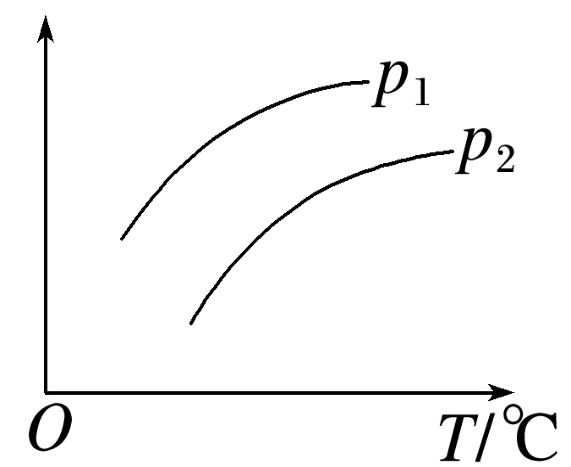 p₁
p₂
O
T/℃